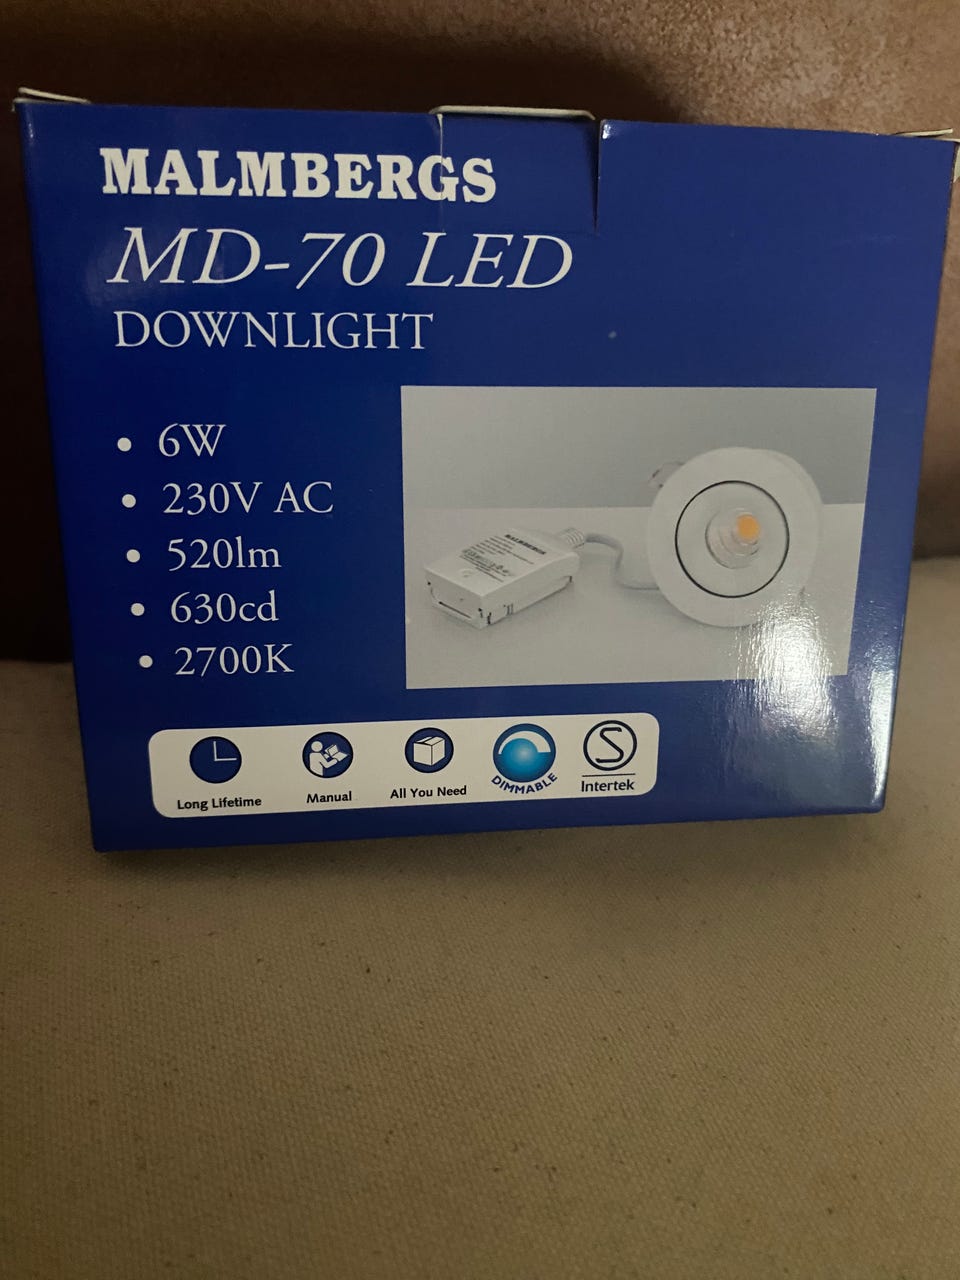 MALMBERGS
MD-70 LED
DOWNLIGHT
• 6W
• 230V AC
• 520lm
• 630cd
• 2700K
MALMBERGS
Long Lifetime
Manual
All You Need
DIMMABLE
S
Intertek